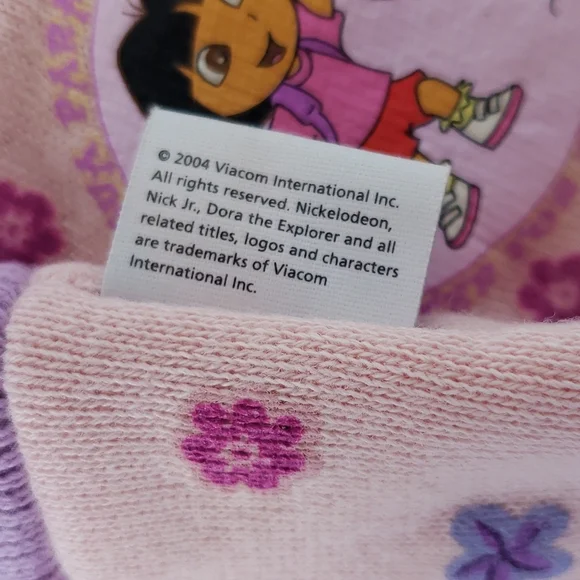 © 2004 Viacom International Inc.
All rights reserved. Nickelodeon,
Nick Jr., Dora the Explorer and all
related titles, logos and characters
are trademarks of Viacom
International Inc.